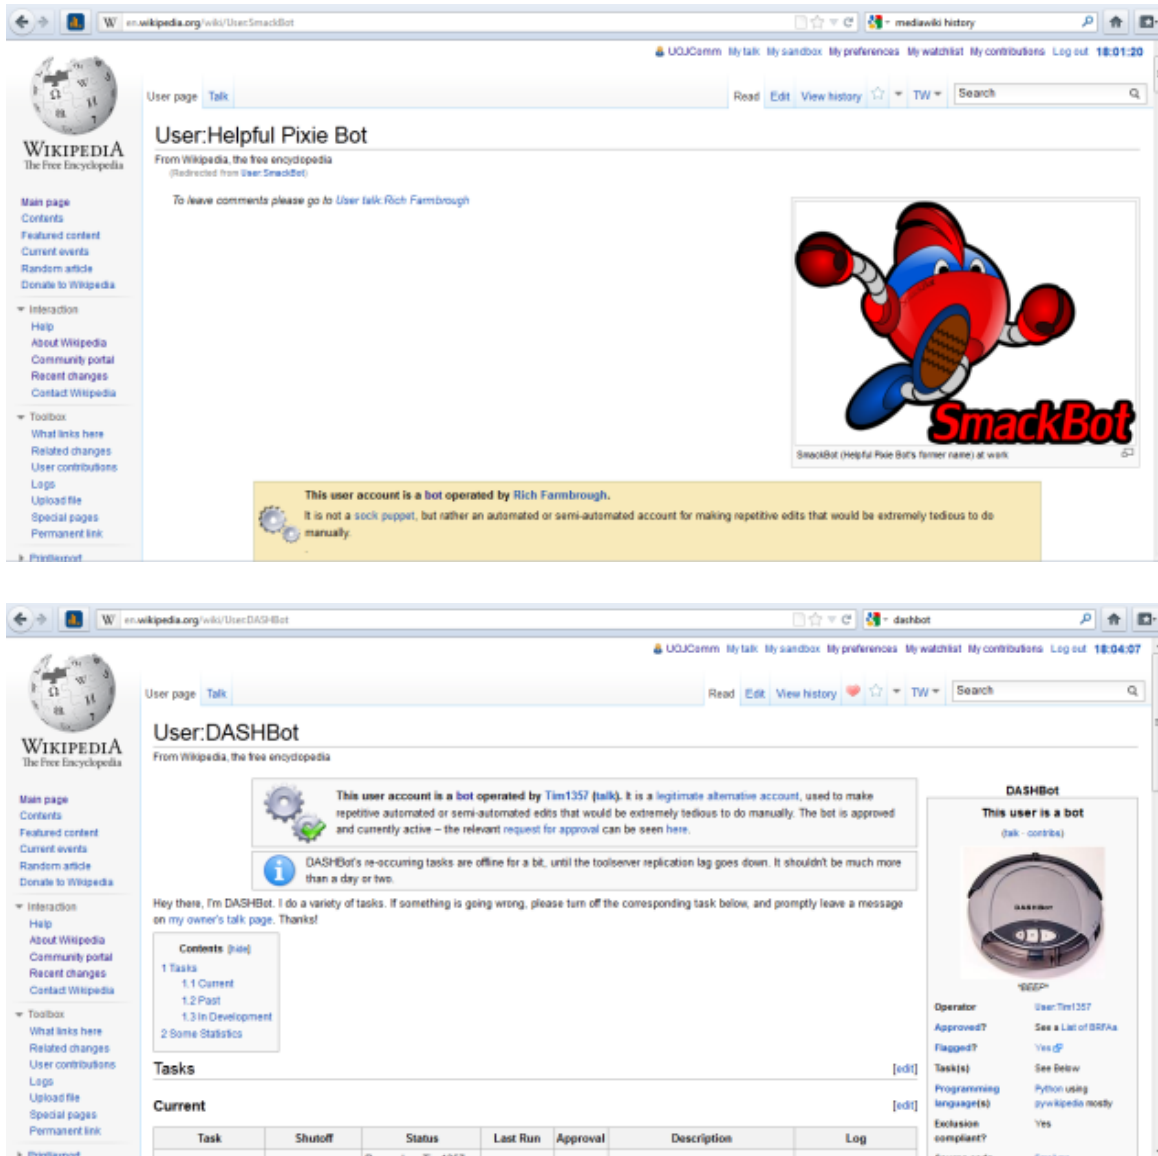 en.wikipedia.org/wiki/User:SmackBot
mediawiki history
UOJComm My talk My sandbox My preferences My watchlist My contributions Log out 18:01:20
User page Talk
Read Edit View history TW Search
WIKIPEDIA
The Free Encyclopedia
User:Helpful Pixie Bot
From Wikipedia, the free encyclopedia
(Redirected from User:SmackBot)
To leave comments please go to User talk:Rich Farmbrough
Main page
Contents
Featured content
Current events
Random article
Donate to Wikipedia
Interaction
Help
About Wikipedia
Community portal
Recent changes
Contact Wikipedia
Toolbox
What links here
Related changes
User contributions
Logs
Upload file
Special pages
Permanent link
Print/export
SmackBot
SmackBot (Helpful Pixie Bot's former name) at work
This user account is a bot operated by Rich Farmbrough.
It is not a sock puppet, but rather an automated or semi-automated account for making repetitive edits that would be extremely tedious to do
manually.
en.wikipedia.org/wiki/User:DASHBot
dashbot
UOJComm My talk My sandbox My preferences My watchlist My contributions Log out 18:04:07
User page Talk
Read Edit View history TW Search
WIKIPEDIA
The Free Encyclopedia
User:DASHBot
From Wikipedia, the free encyclopedia
Main page
Contents
Featured content
Current events
Random article
Donate to Wikipedia
Interaction
Help
About Wikipedia
Community portal
Recent changes
Contact Wikipedia
Toolbox
What links here
Related changes
User contributions
Logs
Upload file
Special pages
Permanent link
Print/export
This user account is a bot operated by Tim1357 (talk). It is a legitimate alternative account, used to make
repetitive automated or semi-automated edits that would be extremely tedious to do manually. The bot is approved
and currently active – the relevant request for approval can be seen here.
DASHBot's re-occurring tasks are offline for a bit, until the toolserver replication lag goes down. It shouldn't be much more
than a day or two.
Hey there, I'm DASHBot. I do a variety of tasks. If something is going wrong, please turn off the corresponding task below, and promptly leave a message
on my owner's talk page. Thanks!
Contents [hide]
1 Tasks
1.1 Current
1.2 Past
1.3 In Development
2 Some Statistics
Tasks [edit]
Current [edit]
Task Shutoff Status Last Run Approval Description Log
DASHBot
This user is a bot
(talk · contribs)
DASHBot
*BEEP*
Operator User:Tim1357
Approved? See a List of BRFAs
Flagged? Yes
Task(s) See Below
Programming Python using
language(s) pywikipedia mostly
Exclusion Yes
compliant?